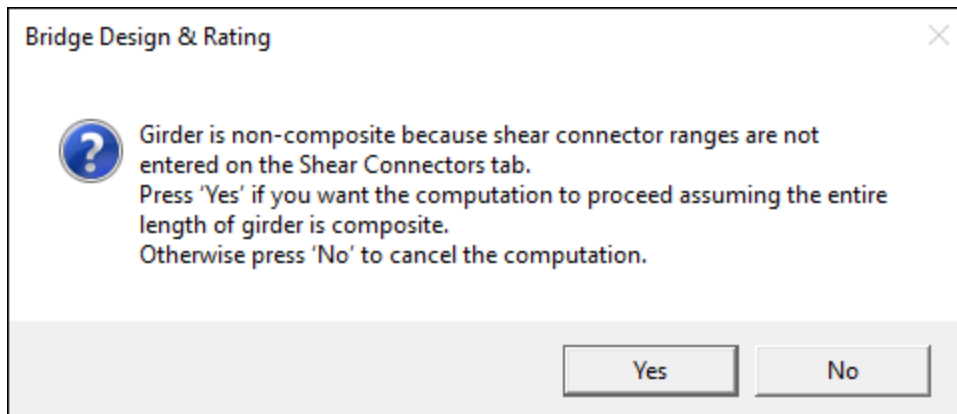 Bridge Design & Rating
Girder is non-composite because shear connector ranges are not
entered on the Shear Connectors tab.
Press ‘Yes’ if you want the computation to proceed assuming the entire
length of girder is composite.
Otherwise press ‘No’ to cancel the computation.
Yes
No